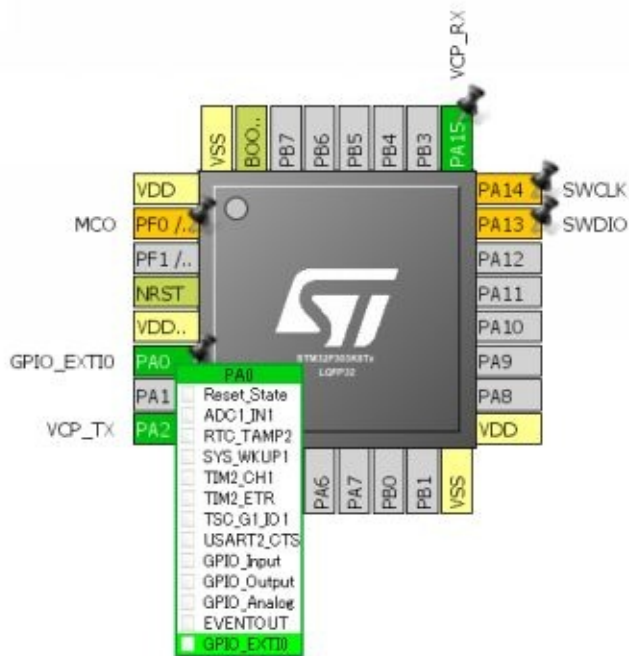 VCP_RX
VSS
BOO..
PB7
PB6
PB5
PB4
PB3
PA15
VDD
MCO
PF0 /..
PF1 /..
NRST
VDD..
GPIO_EXTI0
PA0
PA1
VCP_TX
PA2
PA14
SWCLK
PA13
SWDIO
PA12
PA11
PA10
PA9
PA8
VDD
ST
LQFP32
PA6
PA7
PB0
PB1
VSS
PA0
Reset_State
ADC1_IN1
RTC_TAMP2
SYS_WKUP1
TIM2_CH1
TIM2_ETR
TSC_G1_IO1
USART2_CTS
GPIO_Input
GPIO_Output
GPIO_Analog
EVENTOUT
GPIO_EXTI0